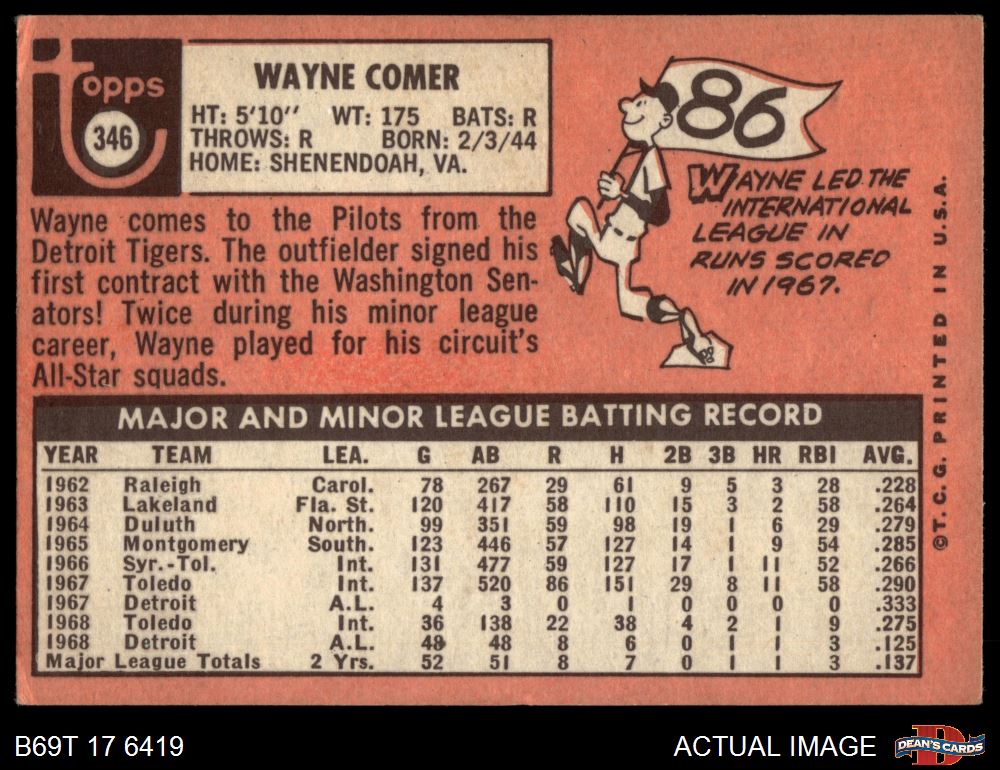 topps
346
WAYNE COMER
HT: 5'10'' WT: 175 BATS: R
THROWS: R BORN: 2/3/44
HOME: SHENENDOAH, VA.
Wayne comes to the Pilots from the
Detroit Tigers. The outfielder signed his
first contract with the Washington Sen-
ators! Twice during his minor league
career, Wayne played for his circuit's
All-Star squads.
86
WAYNE LED THE
INTERNATIONAL
LEAGUE IN
RUNS SCORED
IN 1967.
©T. C. G. PRINTED IN U.S.A.
MAJOR AND MINOR LEAGUE BATTING RECORD
YEAR TEAM LEA. G AB R H 2B 3B HR RBI AVG.
1962 Raleigh Carol. 78 267 29 61 9 5 3 28 .228
1963 Lakeland Fla. St. 120 417 58 110 15 3 2 58 .264
1964 Duluth North. 99 351 59 98 19 1 6 29 .279
1965 Montgomery South. 123 446 57 127 14 1 9 54 .285
1966 Syr.-Tol. Int. 131 477 59 127 17 1 11 52 .266
1967 Toledo Int. 137 520 86 151 29 8 11 58 .290
1967 Detroit A.L. 4 3 0 1 0 0 0 0 .333
1968 Toledo Int. 36 138 22 38 4 2 1 9 .275
1968 Detroit A.L. 48 48 8 6 0 1 1 3 .125
Major League Totals 2 Yrs. 52 51 8 7 0 1 1 3 .137
B69T 17 6419
ACTUAL IMAGE
DEAN'S CARDS